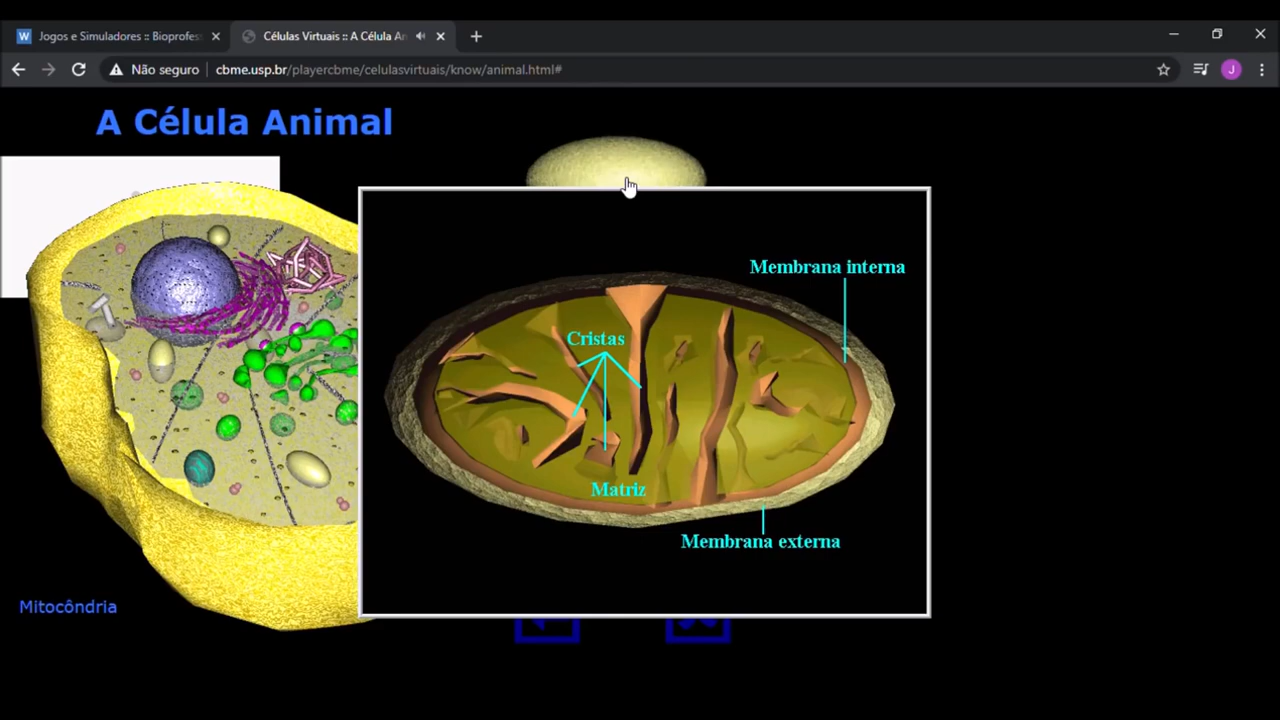 Jogos e Simuladores :: Bioprofes
Células Virtuais :: A Célula An
Não seguro
cbme.usp.br/playercbme/celulasvirtuais/know/animal.html#
J
A Célula Animal
Membrana interna
Cristas
Matriz
Membrana externa
Mitocôndria